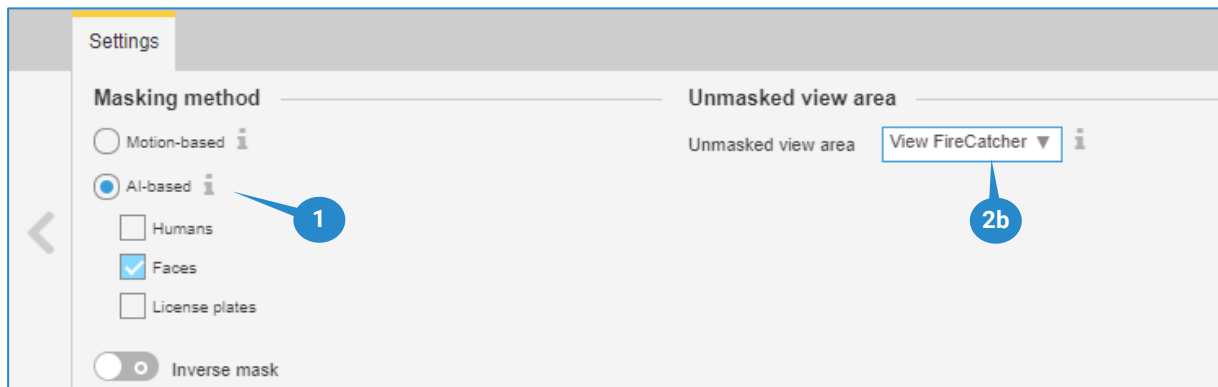 Settings
Masking method
Unmasked view area
Motion-based
Unmasked view area View FireCatcher
AI-based
1
2b
Humans
Faces
License plates
Inverse mask